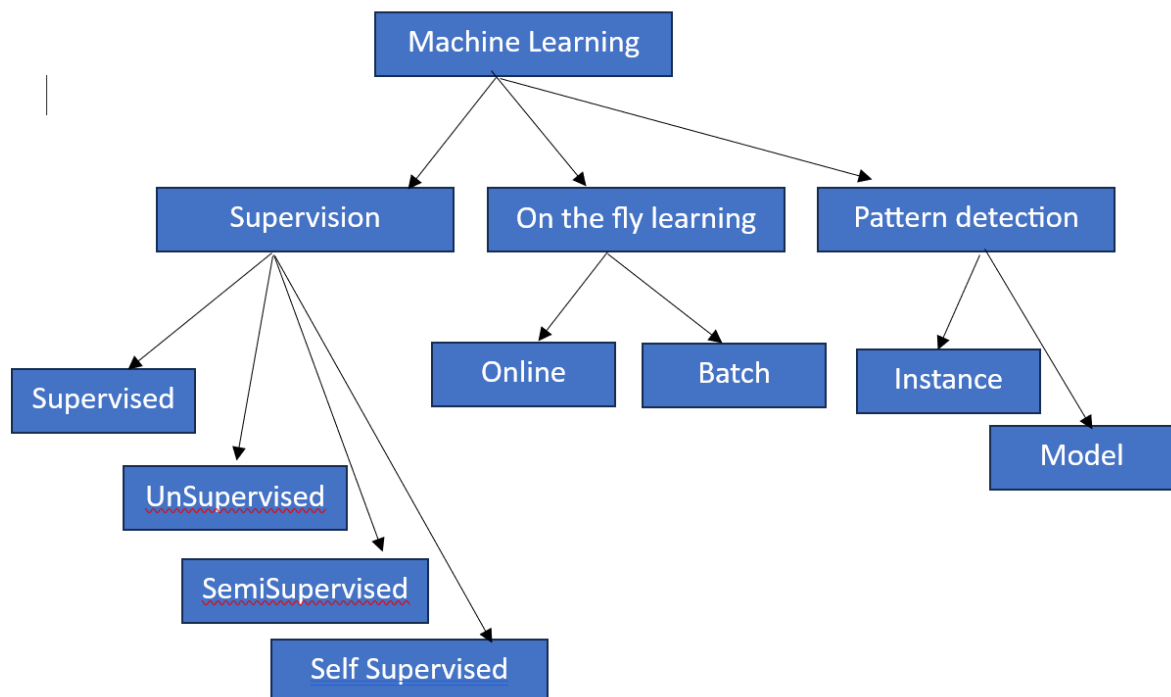 Machine Learning
Supervision
On the fly learning
Pattern detection
Online
Batch
Instance
Supervised
Model
UnSupervised
SemiSupervised
Self Supervised